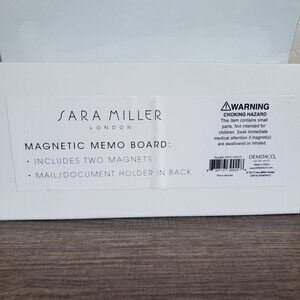 SARA MILLER
LONDON
MAGNETIC MEMO BOARD:
• INCLUDES TWO MAGNETS
• MAIL/DOCUMENT HOLDER IN BACK
⚠WARNING
CHOKING HAZARD
This item contains small
parts. Not intended for
children. Seek immediate
medical attention if magnet(s)
are swallowed or inhaled.
DEMDACO